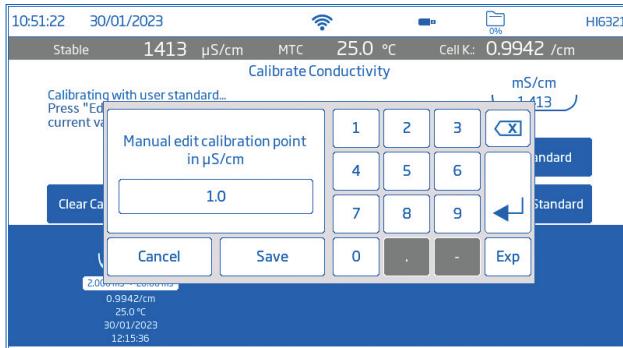 10:51:22 30/01/2023 0% HI6321
Stable 1413 µS/cm MTC 25.0 °C Cell K.: 0.9942 /cm
Calibrate Conductivity
mS/cm
1.413
Calibrating with user standard...
Press "Ed
current va
Manual edit calibration point
in µS/cm
1.0
1 2 3 X
4 5 6
7 8 9
Cancel Save 0 . - Exp
Clear Ca
andard
Standard
0.9942/cm
25.0 °C
30/01/2023
12:15:36